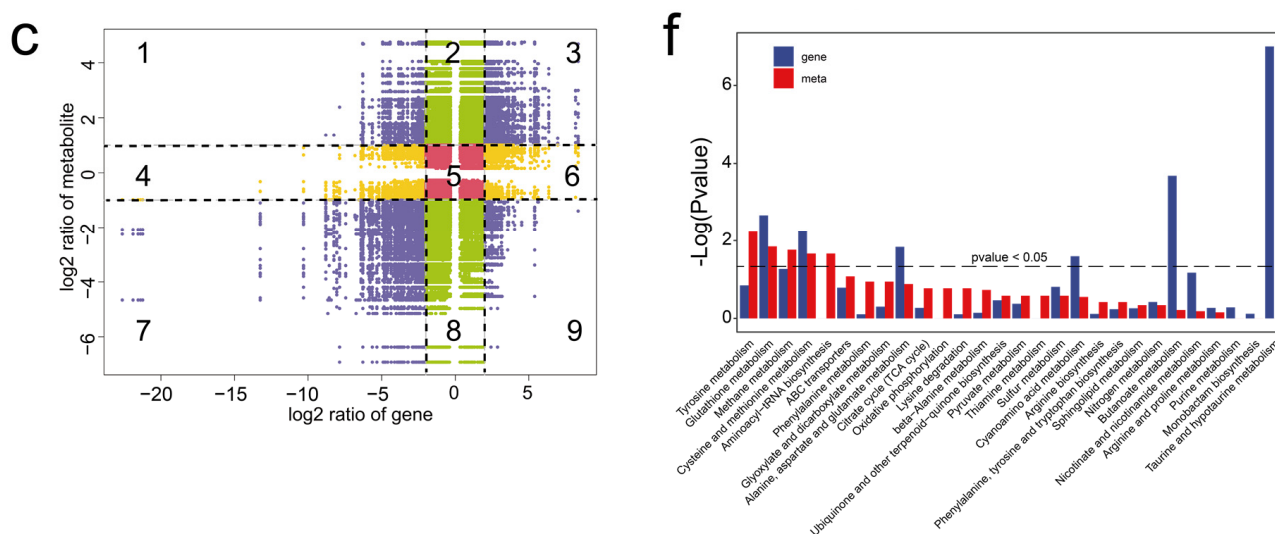 c
log2 ratio of metabolite
4
2
0
−2
−4
−6
1
2
3
4
5
6
7
8
9
−20
−15
−10
−5
0
5
log2 ratio of gene
f
-Log(Pvalue)
6
4
2
0
gene
meta
pvalue < 0.05
Tyrosine metabolism
Glutathione metabolism
Methane metabolism
Cysteine and methionine metabolism
Aminoacyl−tRNA biosynthesis
ABC transporters
Phenylalanine metabolism
Glyoxylate and dicarboxylate metabolism
Alanine, aspartate and glutamate metabolism
Citrate cycle (TCA cycle)
Oxidative phosphorylation
Lysine degradation
beta−Alanine metabolism
Ubiquinone and other terpenoid−quinone biosynthesis
Pyruvate metabolism
Thiamine metabolism
Sulfur metabolism
Cyanoamino acid metabolism
Arginine biosynthesis
Phenylalanine, tyrosine and tryptophan biosynthesis
Sphingolipid metabolism
Nitrogen metabolism
Butanoate metabolism
Nicotinate and nicotinamide metabolism
Arginine and proline metabolism
Purine metabolism
Monobactam biosynthesis
Taurine and hypotaurine metabolism